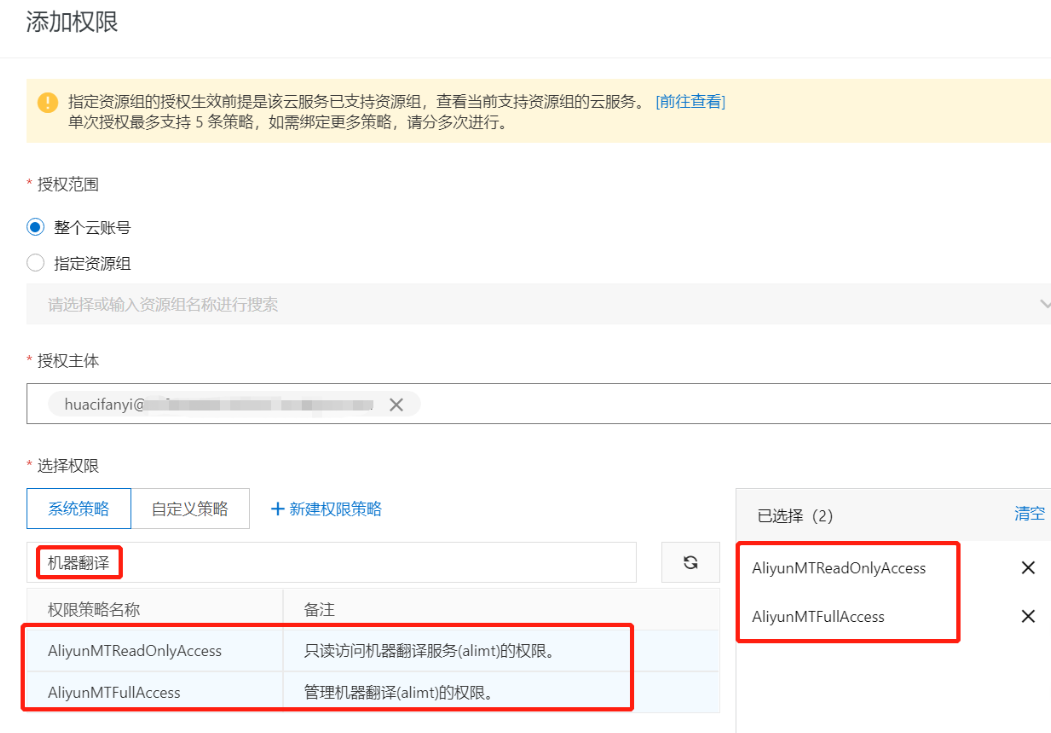 添加权限
指定资源组的授权生效前提是该云服务已支持资源组，查看当前支持资源组的云服务。 [前往查看]
单次授权最多支持 5 条策略，如需绑定更多策略，请分多次进行。
* 授权范围
整个云账号
指定资源组
请选择或输入资源组名称进行搜索
* 授权主体
huacifanyi@
* 选择权限
系统策略 自定义策略 + 新建权限策略
已选择（2） 清空
机器翻译
AliyunMTReadOnlyAccess
AliyunMTFullAccess
权限策略名称 备注
AliyunMTReadOnlyAccess 只读访问机器翻译服务(alimt)的权限。
AliyunMTFullAccess 管理机器翻译(alimt)的权限。